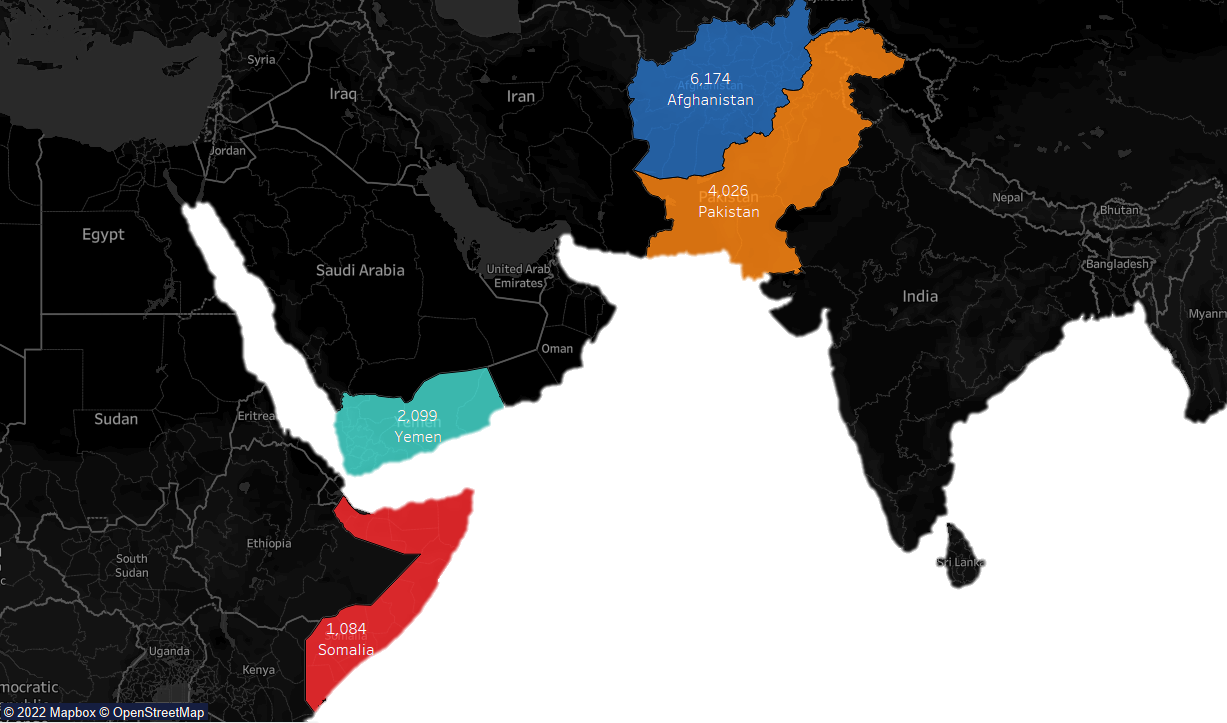 Syria
Iraq
Iran
6,174
Afghanistan
Afghanistan
Jordan
4,026
Pakistan
Pakistan
Nepal
Bhutan
Egypt
Saudi Arabia
United Arab
Emirates
Bangladesh
India
Myanm
Oman
Sudan
Eritrea
2,099
Yemen
Yemen
Ethiopia
South
Sudan
c
Sri Lanka
1,084
Somalia
Somalia
Uganda
Kenya
mocratic
© 2022 Mapbox © OpenStreetMap